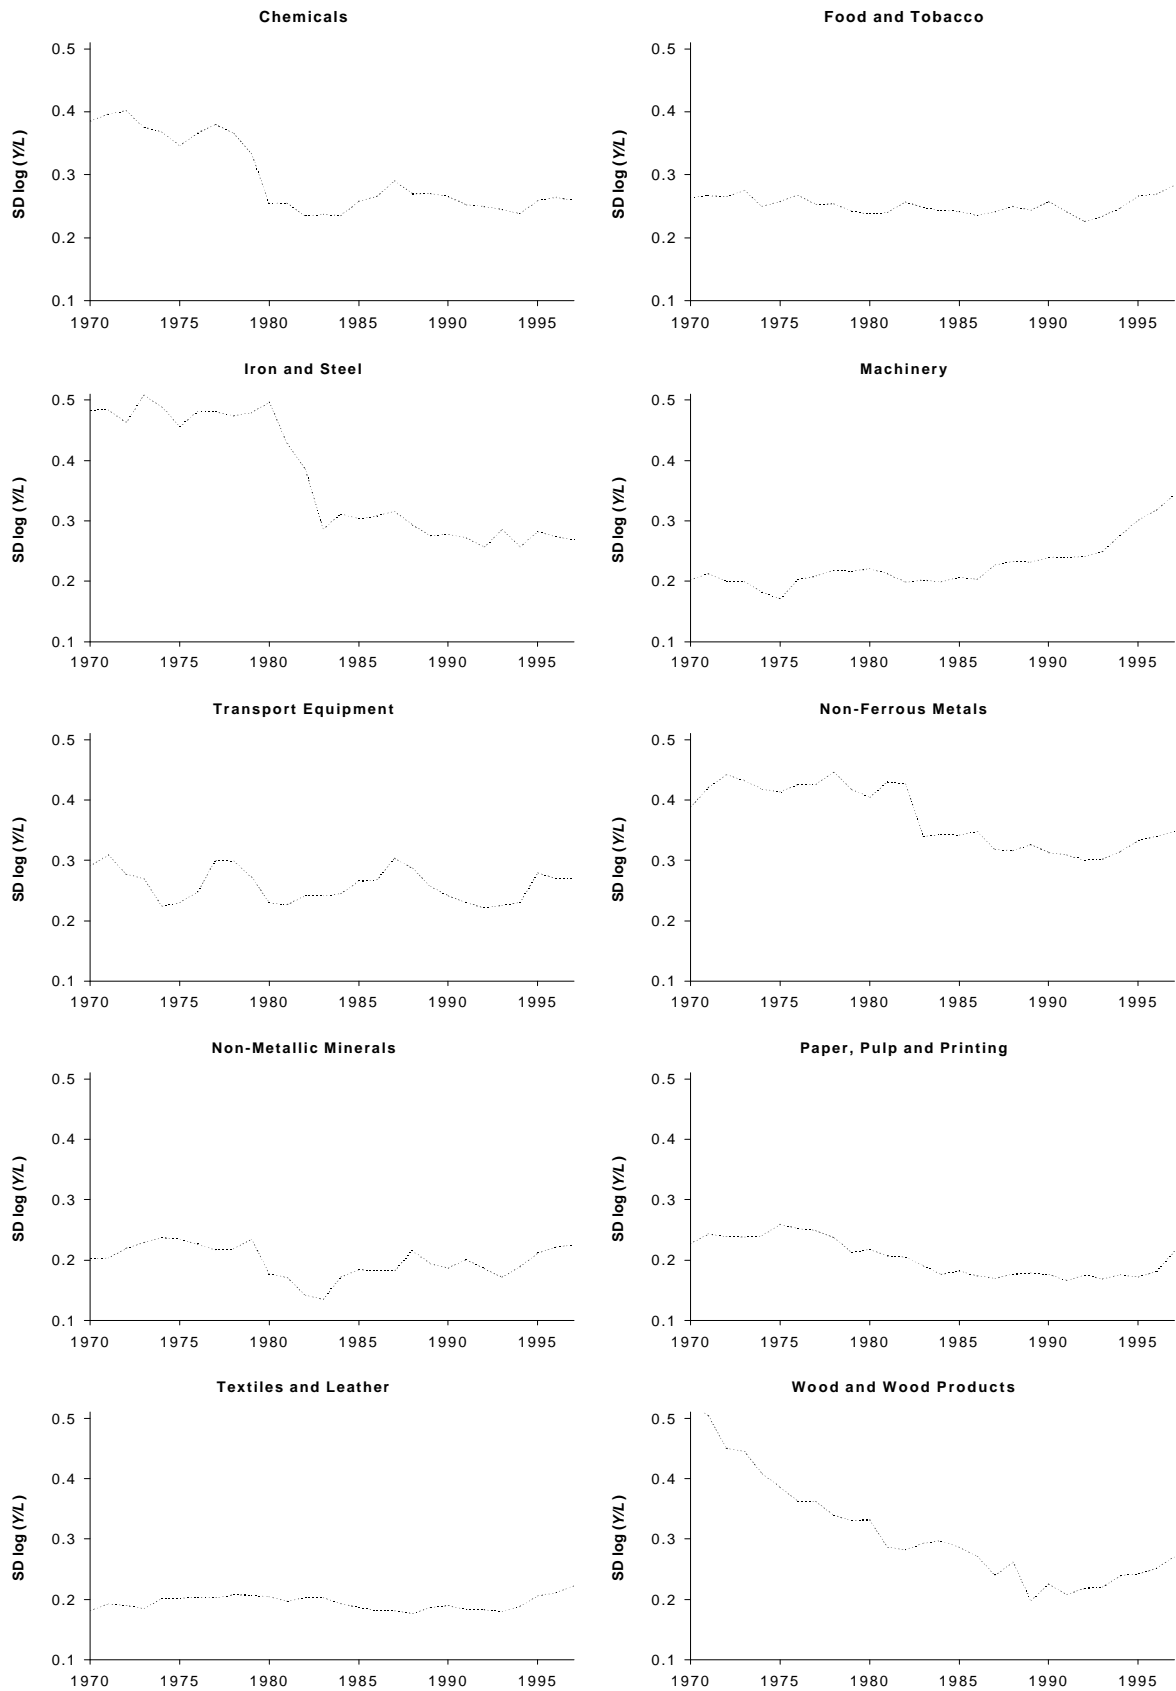 Chemicals
SD log (Y/L)
0.5
0.4
0.3
0.2
0.1
1970 1975 1980 1985 1990 1995
Food and Tobacco
SD log (Y/L)
0.5
0.4
0.3
0.2
0.1
1970 1975 1980 1985 1990 1995
Iron and Steel
SD log (Y/L)
0.5
0.4
0.3
0.2
0.1
1970 1975 1980 1985 1990 1995
Machinery
SD log (Y/L)
0.5
0.4
0.3
0.2
0.1
1970 1975 1980 1985 1990 1995
Transport Equipment
SD log (Y/L)
0.5
0.4
0.3
0.2
0.1
1970 1975 1980 1985 1990 1995
Non-Ferrous Metals
SD log (Y/L)
0.5
0.4
0.3
0.2
0.1
1970 1975 1980 1985 1990 1995
Non-Metallic Minerals
SD log (Y/L)
0.5
0.4
0.3
0.2
0.1
1970 1975 1980 1985 1990 1995
Paper, Pulp and Printing
SD log (Y/L)
0.5
0.4
0.3
0.2
0.1
1970 1975 1980 1985 1990 1995
Textiles and Leather
SD log (Y/L)
0.5
0.4
0.3
0.2
0.1
1970 1975 1980 1985 1990 1995
Wood and Wood Products
SD log (Y/L)
0.5
0.4
0.3
0.2
0.1
1970 1975 1980 1985 1990 1995